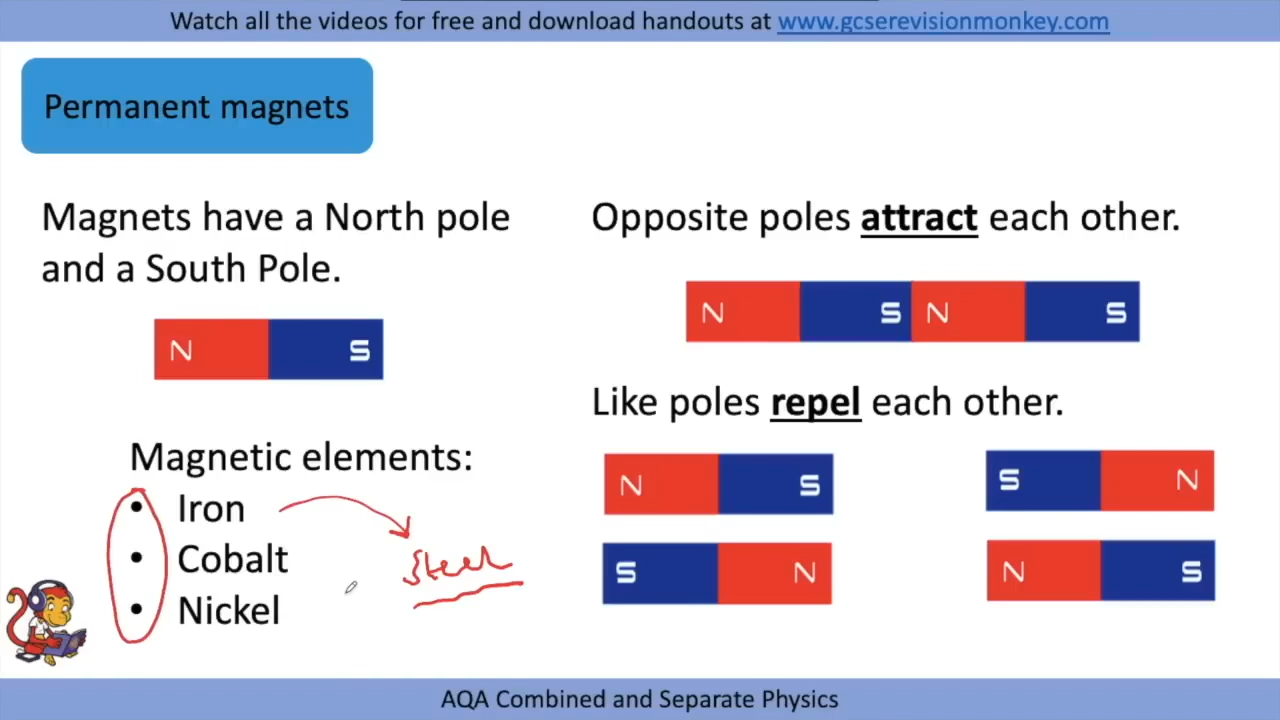 Watch all the videos for free and download handouts at www.gcserevisionmonkey.com
Permanent magnets
Magnets have a North pole
and a South Pole.
N S
Magnetic elements:
• Iron
• Cobalt
• Nickel
Steel
Opposite poles attract each other.
N S N S
Like poles repel each other.
N S S N
S N N S
AQA Combined and Separate Physics